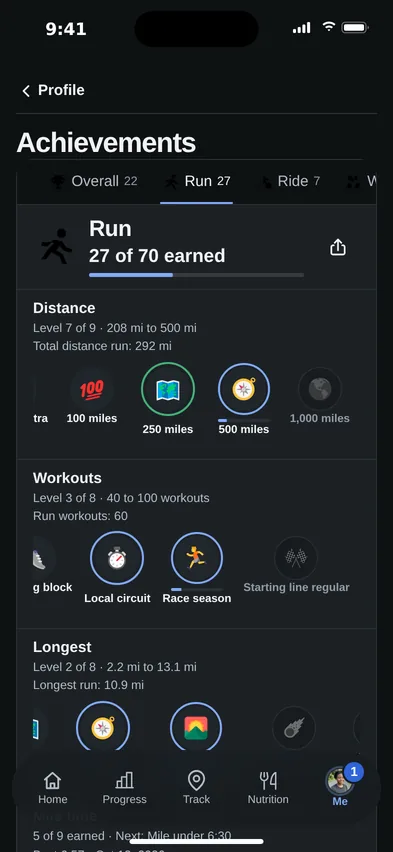 9:41
Profile
Achievements
Overall 22
Run 27
Ride 7
W
Run
27 of 70 earned
Distance
Level 7 of 9 · 208 mi to 500 mi
Total distance run: 292 mi
tra
100 miles
250 miles
500 miles
1,000 miles
Workouts
Level 3 of 8 · 40 to 100 workouts
Run workouts: 60
g block
Local circuit
Race season
Starting line regular
Longest
Level 2 of 8 · 2.2 mi to 13.1 mi
Longest run: 10.9 mi
1
Home
Progress
Track
Nutrition
Me
5 of 9 earned · Next: Mile under 6:30